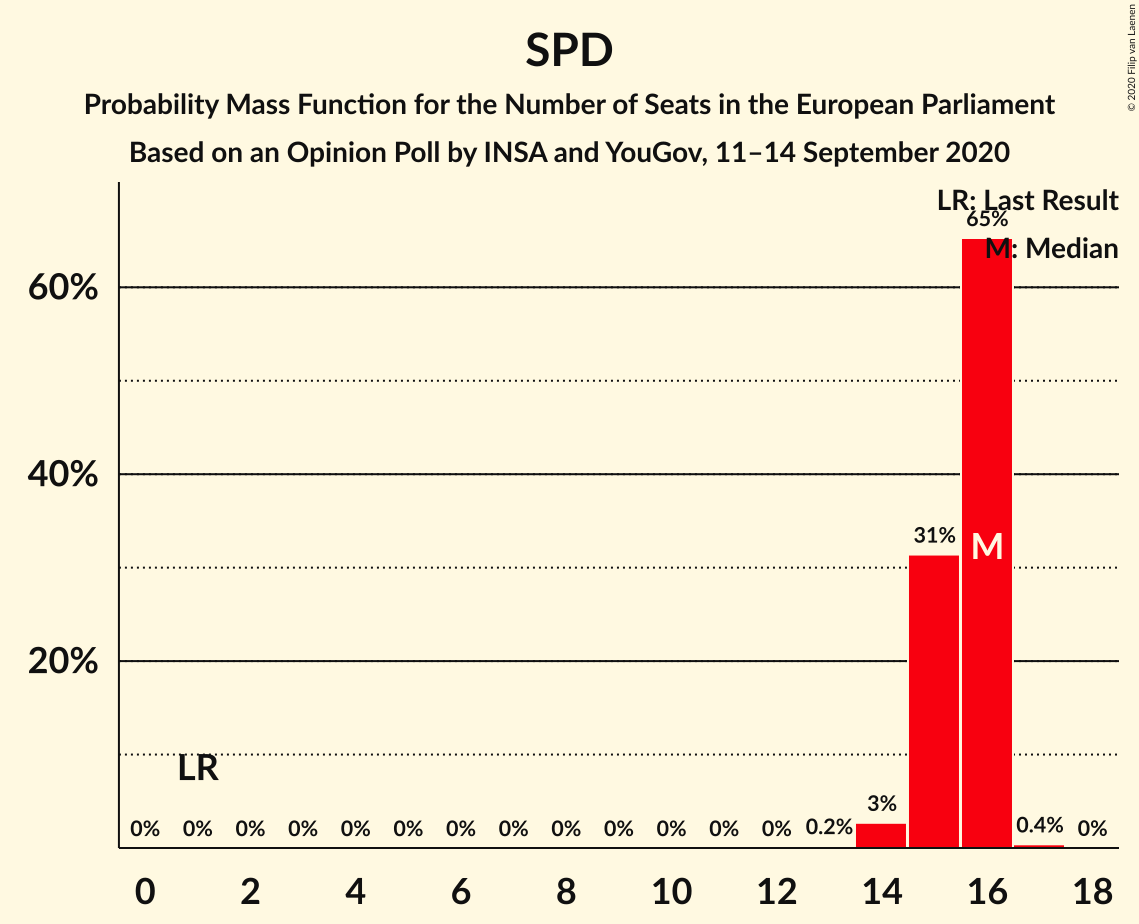 SPD
Probability Mass Function for the Number of Seats in the European Parliament
Based on an Opinion Poll by INSA and YouGov, 11–14 September 2020
© 2020 Filip van Laenen
LR: Last Result
65%
M: Median
60%
40%
31%
M
20%
LR
3%
0% 0% 0% 0% 0% 0% 0% 0% 0% 0% 0% 0% 0% 0.2% 0.4% 0%
0 2 4 6 8 10 12 14 16 18